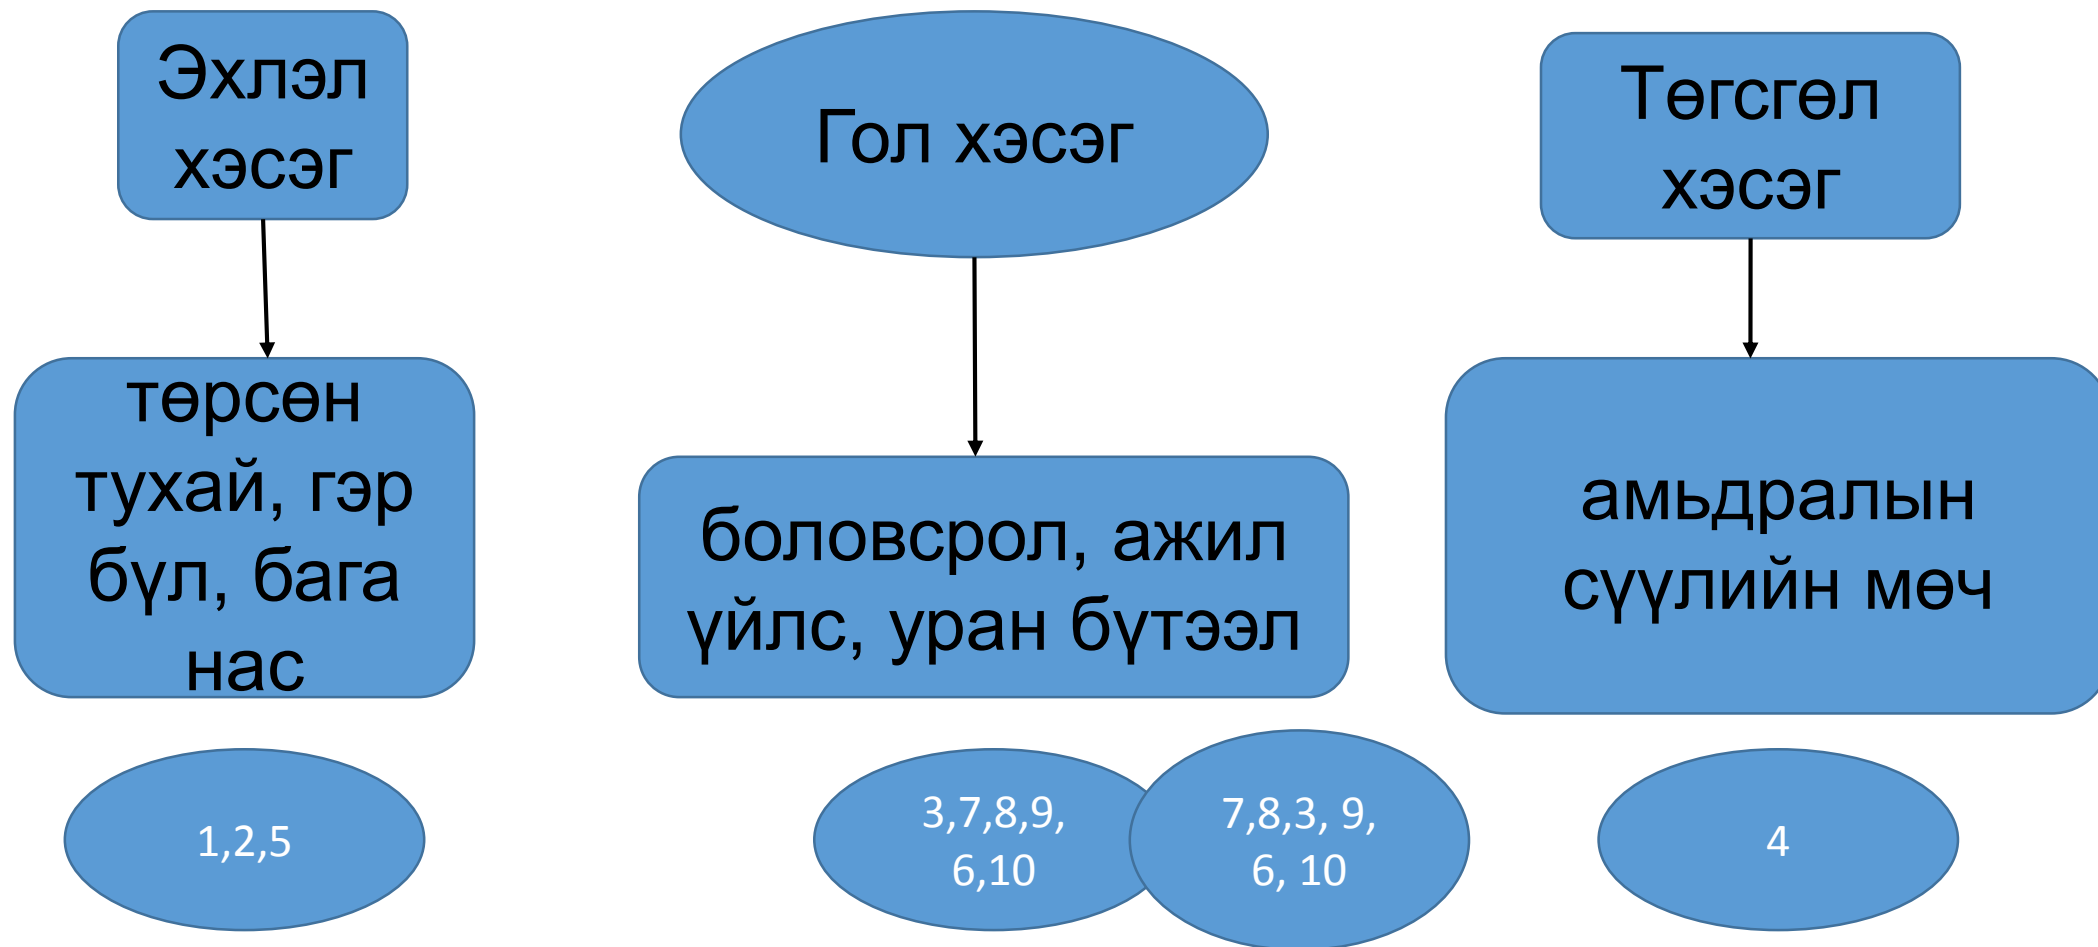 Эхлэл
хэсэг
Гол хэсэг
Төгсгөл
хэсэг
төрсөн
тухай, гэр
бүл, бага
нас
боловсрол, ажил
үйлс, уран бүтээл
амьдралын
сүүлийн мөч
1,2,5
3,7,8,9,
6,10
7,8,3, 9,
6, 10
4